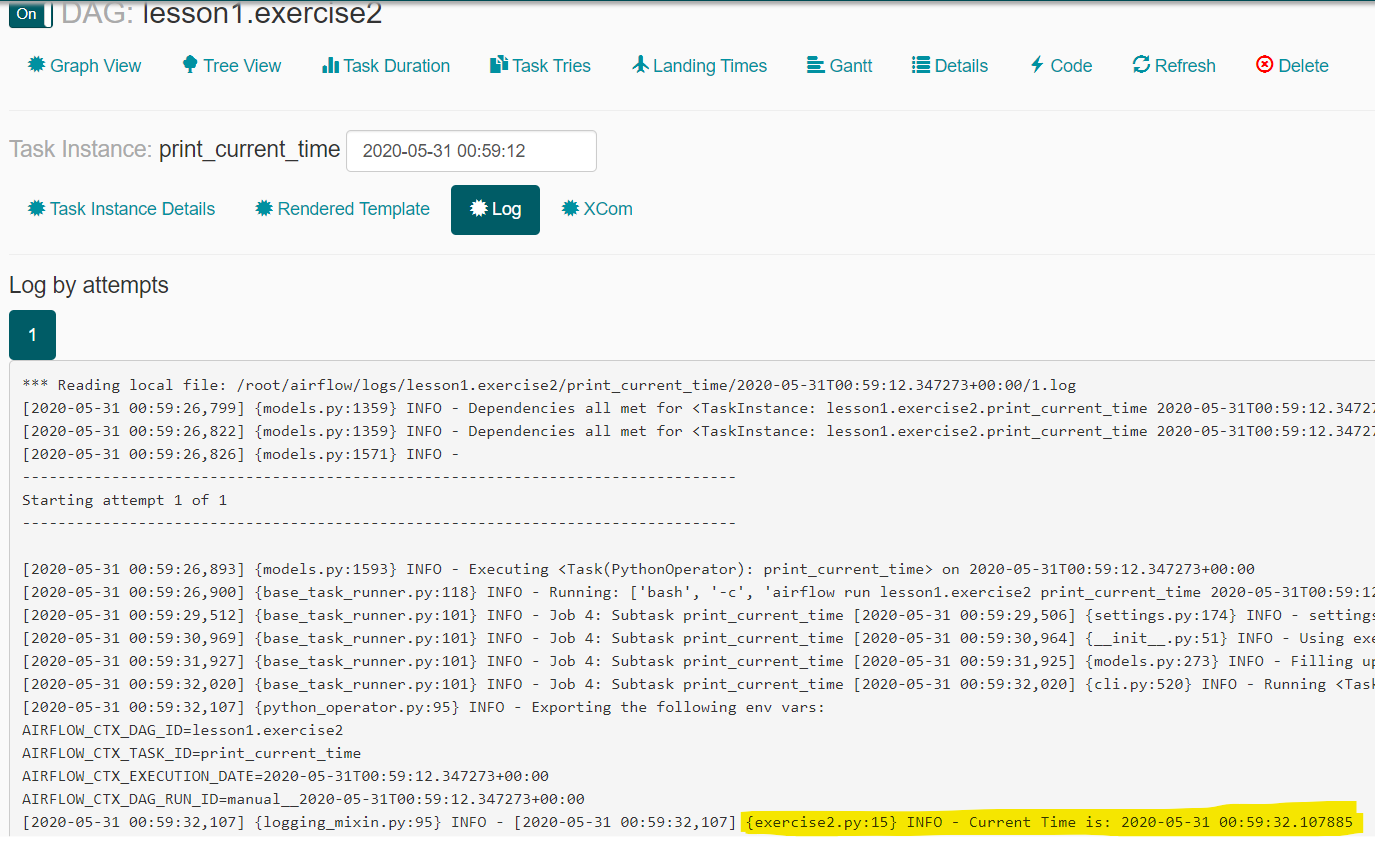 On DAG: lesson1.exercise2
Graph View Tree View Task Duration Task Tries Landing Times Gantt Details Code Refresh Delete
Task Instance: print_current_time 2020-05-31 00:59:12
Task Instance Details Rendered Template Log XCom
Log by attempts
1
*** Reading local file: /root/airflow/logs/lesson1.exercise2/print_current_time/2020-05-31T00:59:12.347273+00:00/1.log
[2020-05-31 00:59:26,799] {models.py:1359} INFO - Dependencies all met for <TaskInstance: lesson1.exercise2.print_current_time 2020-05-31T00:59:12.3472
[2020-05-31 00:59:26,822] {models.py:1359} INFO - Dependencies all met for <TaskInstance: lesson1.exercise2.print_current_time 2020-05-31T00:59:12.3472
[2020-05-31 00:59:26,826] {models.py:1571} INFO -
--------------------------------------------------------------------------------
Starting attempt 1 of 1
--------------------------------------------------------------------------------
[2020-05-31 00:59:26,893] {models.py:1593} INFO - Executing <Task(PythonOperator): print_current_time> on 2020-05-31T00:59:12.347273+00:00
[2020-05-31 00:59:26,900] {base_task_runner.py:118} INFO - Running: ['bash', '-c', 'airflow run lesson1.exercise2 print_current_time 2020-05-31T00:59:12
[2020-05-31 00:59:29,512] {base_task_runner.py:101} INFO - Job 4: Subtask print_current_time [2020-05-31 00:59:29,506] {settings.py:174} INFO - settings
[2020-05-31 00:59:30,969] {base_task_runner.py:101} INFO - Job 4: Subtask print_current_time [2020-05-31 00:59:30,964] {__init__.py:51} INFO - Using exe
[2020-05-31 00:59:31,927] {base_task_runner.py:101} INFO - Job 4: Subtask print_current_time [2020-05-31 00:59:31,925] {models.py:273} INFO - Filling up
[2020-05-31 00:59:32,020] {base_task_runner.py:101} INFO - Job 4: Subtask print_current_time [2020-05-31 00:59:32,020] {cli.py:520} INFO - Running <Task
[2020-05-31 00:59:32,107] {python_operator.py:95} INFO - Exporting the following env vars:
AIRFLOW_CTX_DAG_ID=lesson1.exercise2
AIRFLOW_CTX_TASK_ID=print_current_time
AIRFLOW_CTX_EXECUTION_DATE=2020-05-31T00:59:12.347273+00:00
AIRFLOW_CTX_DAG_RUN_ID=manual__2020-05-31T00:59:12.347273+00:00
[2020-05-31 00:59:32,107] {logging_mixin.py:95} INFO - [2020-05-31 00:59:32,107] {exercise2.py:15} INFO - Current Time is: 2020-05-31 00:59:32.107885